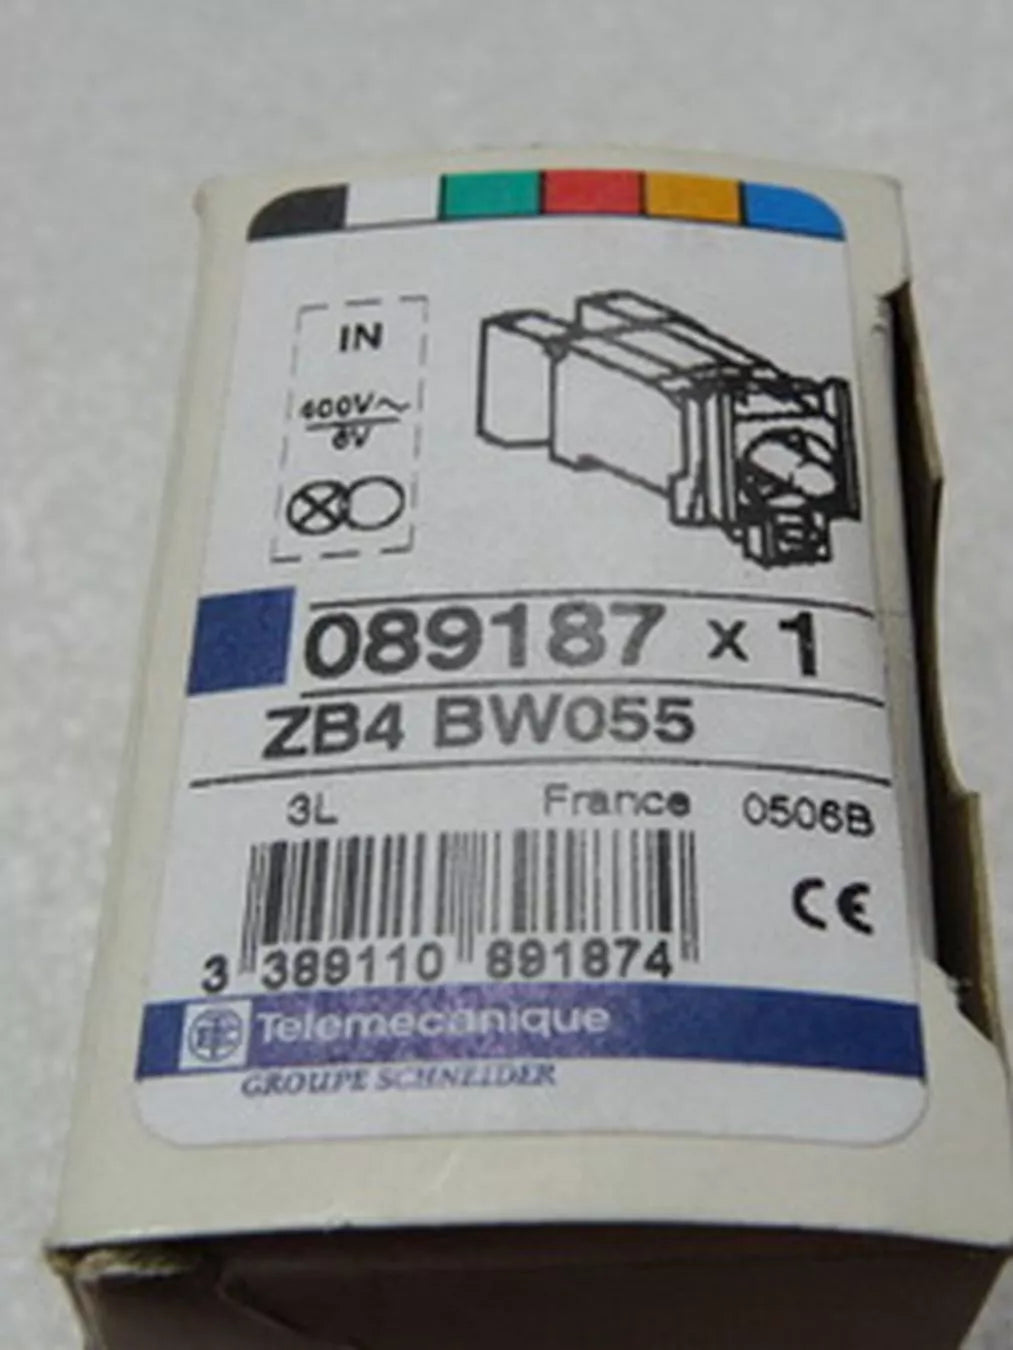 IN
400V~
6V
089187 x 1
ZB4 BW055
3L France 0506B
CE
3 389110 891874
Telemecanique
GROUPE SCHNEIDER